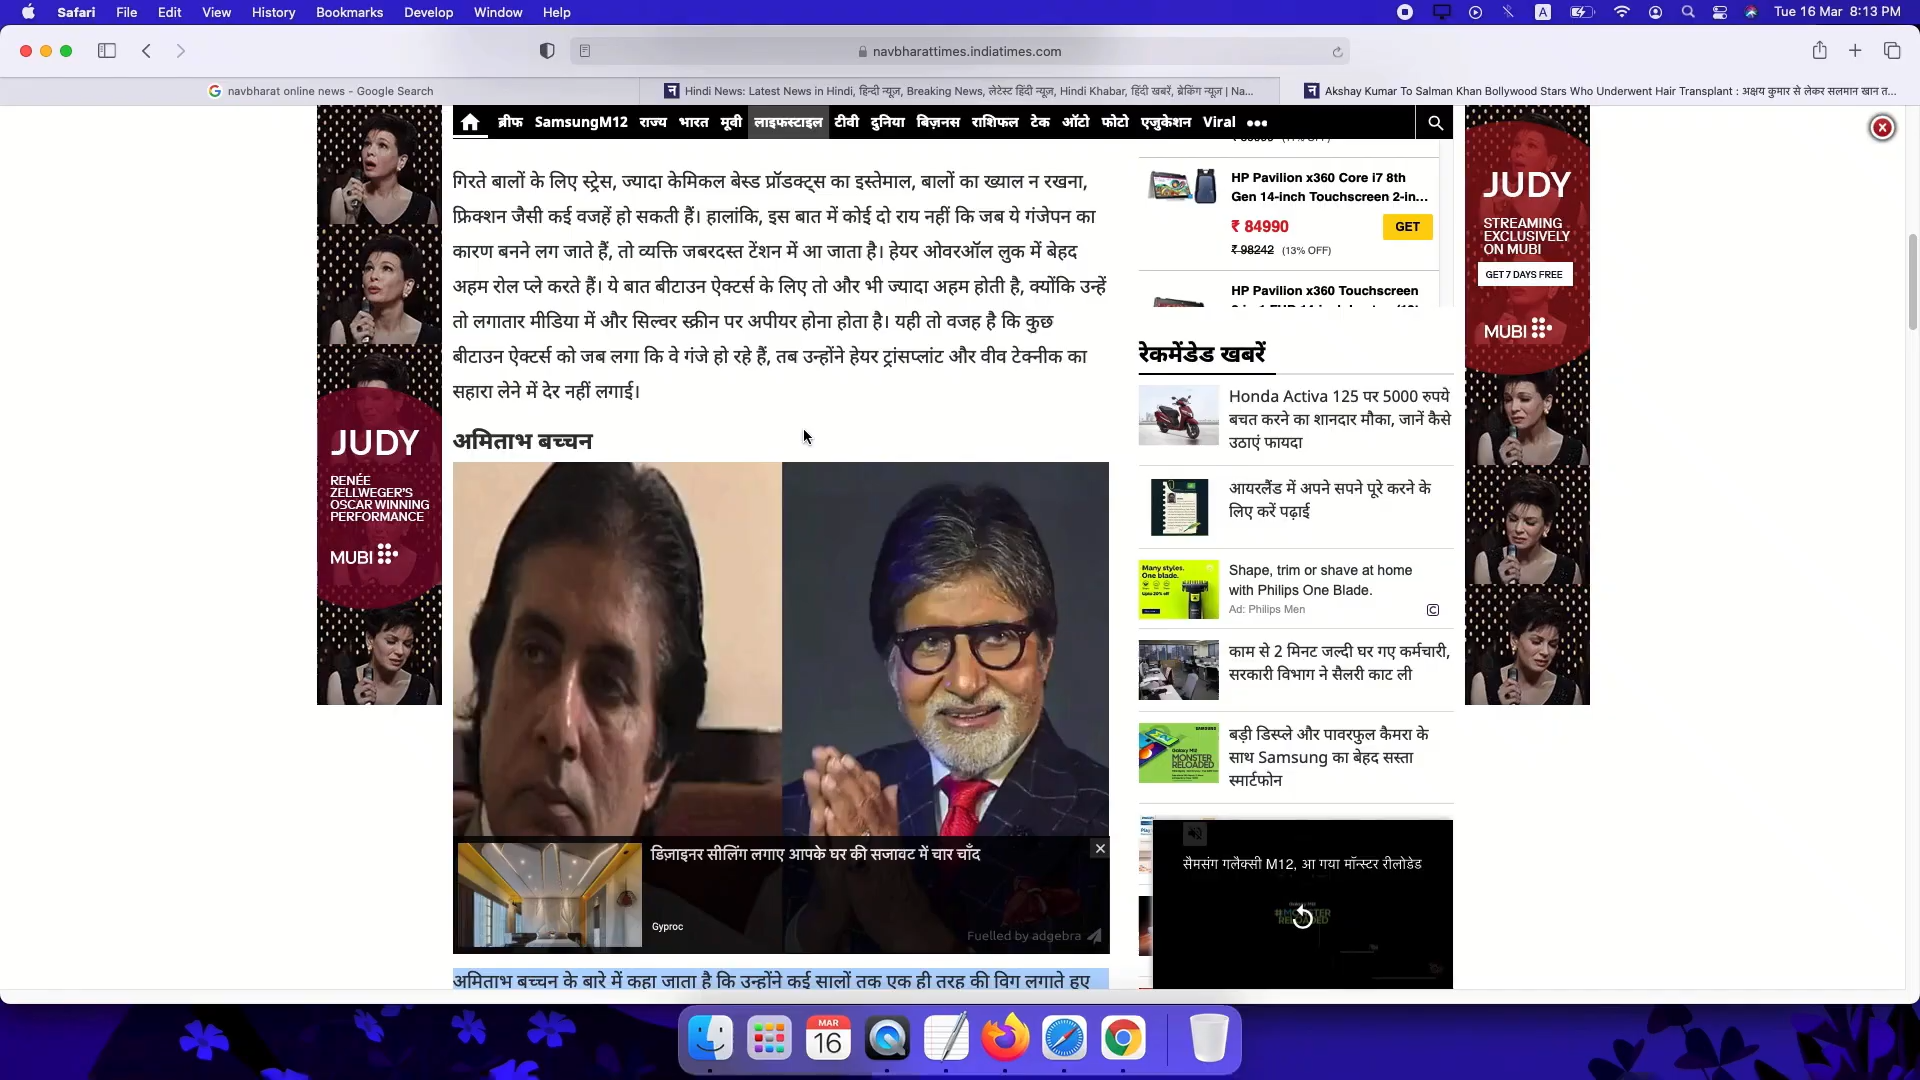 Safari File Edit View History Bookmarks Develop Window Help
A
Tue 16 Mar 8:13 PM
navbharattimes.indiatimes.com
navbharat online news - Google Search
Hindi News: Latest News in Hindi, हिन्दी न्यूज़, Breaking News, लेटेस्ट हिंदी न्यूज़, Hindi Khabar, हिंदी खबरें, ब्रेकिंग न्यूज़ | Na...
Akshay Kumar To Salman Khan Bollywood Stars Who Underwent Hair Transplant : अक्षय कुमार से लेकर सलमान खान त...
ब्रीफ SamsungM12 राज्य भारत मूवी लाइफस्टाइल टीवी दुनिया बिज़नस राशिफल टेक ऑटो फोटो एजुकेशन Viral •••
गिरते बालों के लिए स्ट्रेस, ज्यादा केमिकल बेस्ड प्रॉडक्ट्स का इस्तेमाल, बालों का ख्याल न रखना,
फ्रिक्शन जैसी कई वजहें हो सकती हैं। हालांकि, इस बात में कोई दो राय नहीं कि जब ये गंजेपन का
कारण बनने लग जाते हैं, तो व्यक्ति जबरदस्त टेंशन में आ जाता है। हेयर ओवरऑल लुक में बेहद
अहम रोल प्ले करते हैं। ये बात बीटाउन ऐक्टर्स के लिए तो और भी ज्यादा अहम होती है, क्योंकि उन्हें
तो लगातार मीडिया में और सिल्वर स्क्रीन पर अपीयर होना होता है। यही तो वजह है कि कुछ
बीटाउन ऐक्टर्स को जब लगा कि वे गंजे हो रहे हैं, तब उन्होंने हेयर ट्रांसप्लांट और वीव टेक्नीक का
सहारा लेने में देर नहीं लगाई।
अमिताभ बच्चन
डिज़ाइनर सीलिंग लगाए आपके घर की सजावट में चार चाँद
Gyproc
Fuelled by adgebra
अमिताभ बच्चन के बारे में कहा जाता है कि उन्होंने कई सालों तक एक ही तरह की विग लगाते हुए
JUDY
RENÉE
ZELLWEGER'S
OSCAR WINNING
PERFORMANCE
MUBI
HP Pavilion x360 Core i7 8th
Gen 14-inch Touchscreen 2-in...
₹ 84990
GET
₹ 98242 (13% OFF)
HP Pavilion x360 Touchscreen
रेकमेंडेड खबरें
Honda Activa 125 पर 5000 रुपये
बचत करने का शानदार मौका, जानें कैसे
उठाएं फायदा
आयरलैंड में अपने सपने पूरे करने के
लिए करें पढ़ाई
Many styles.
One blade.
Shape, trim or shave at home
with Philips One Blade.
Ad: Philips Men
काम से 2 मिनट जल्दी घर गए कर्मचारी,
सरकारी विभाग ने सैलरी काट ली
MONSTER
RELOADED
बड़ी डिस्प्ले और पावरफुल कैमरा के
साथ Samsung का बेहद सस्ता
स्मार्टफोन
सैमसंग गलैक्सी M12, आ गया मॉन्स्टर रीलोडेड
JUDY
STREAMING
EXCLUSIVELY
ON MUBI
GET 7 DAYS FREE
MUBI
MAR
16